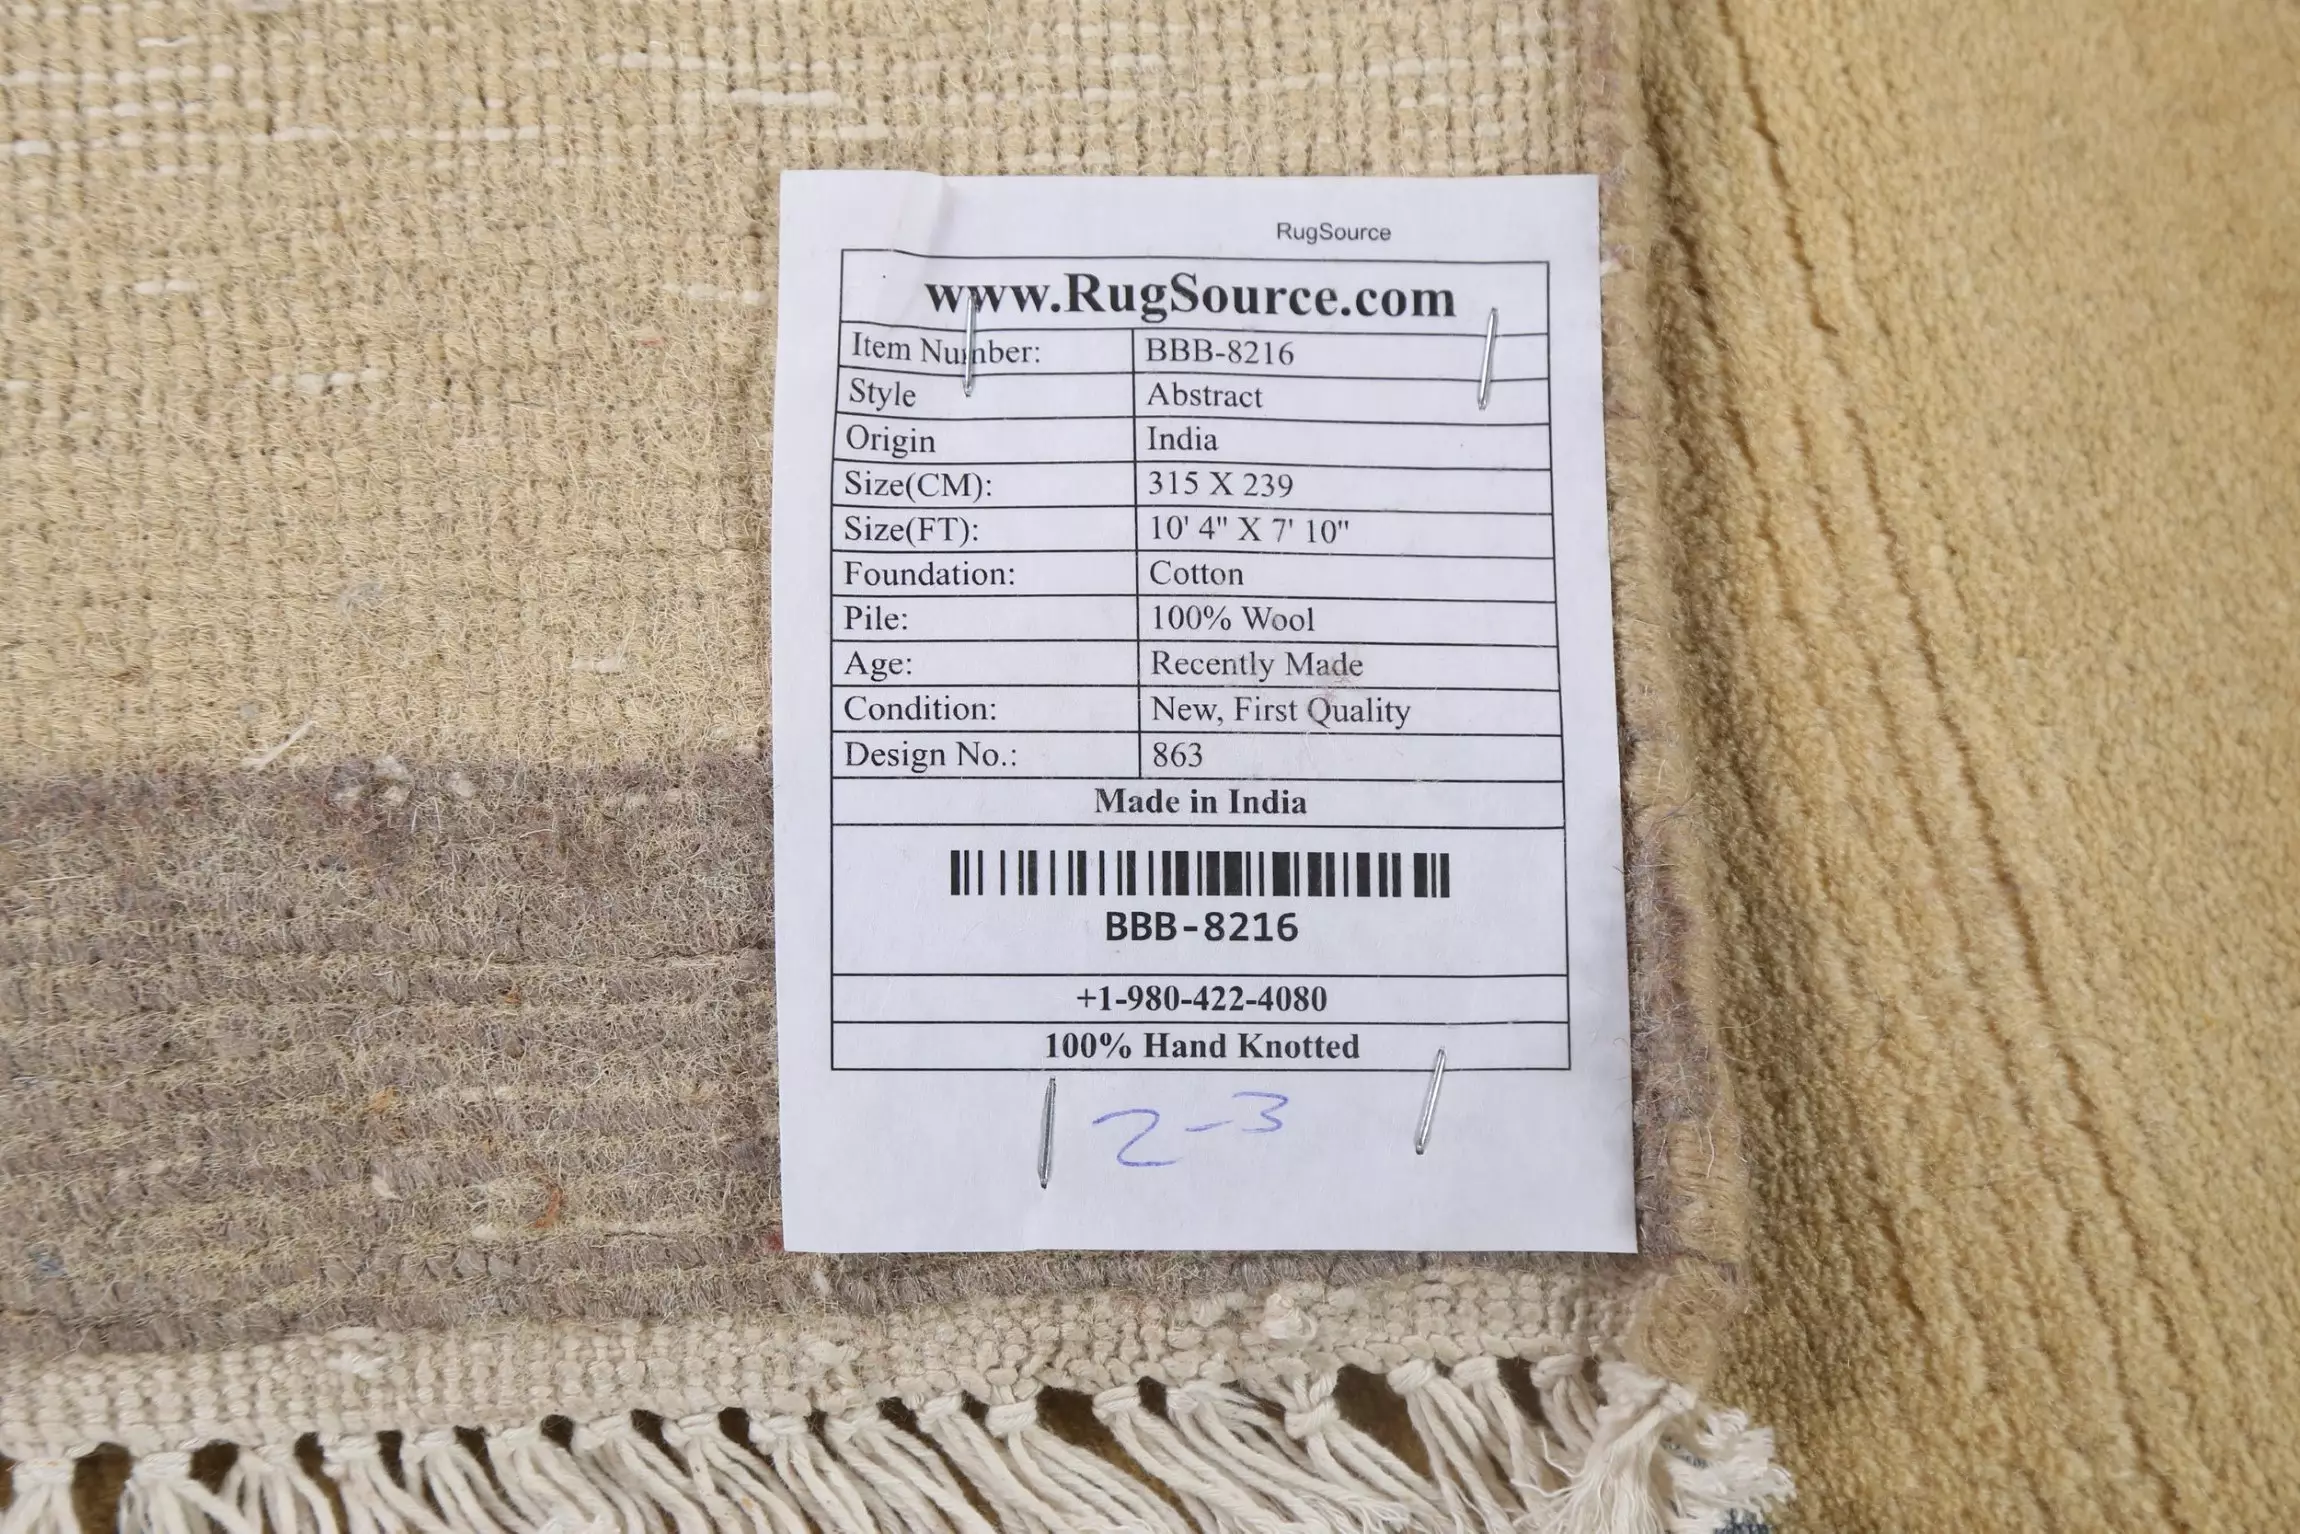 RugSource
www.RugSource.com
Item Number: BBB-8216
Style Abstract
Origin India
Size(CM): 315 X 239
Size(FT): 10' 4" X 7' 10"
Foundation: Cotton
Pile: 100% Wool
Age: Recently Made
Condition: New, First Quality
Design No.: 863
Made in India
BBB-8216
+1-980-422-4080
100% Hand Knotted
2-3